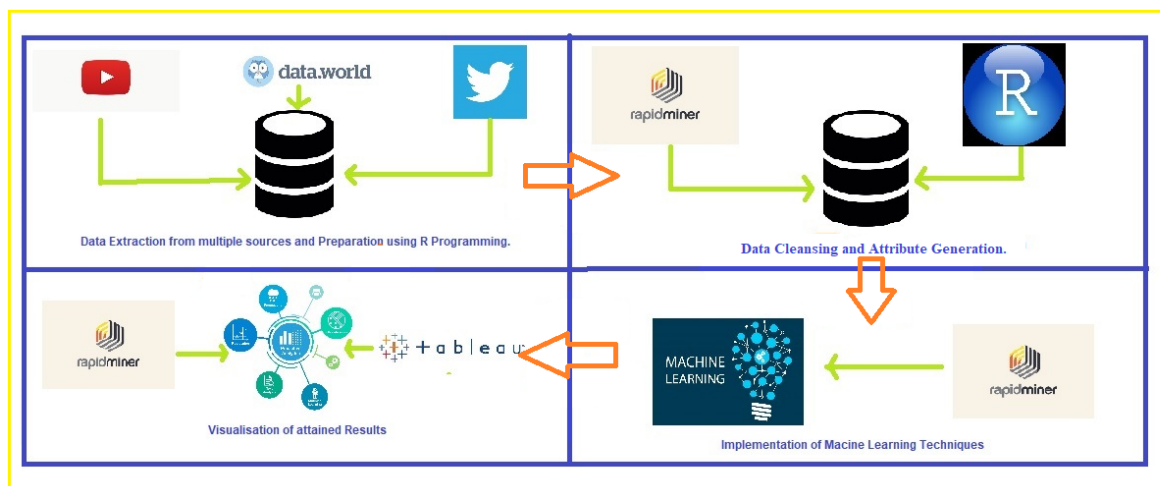 data.world
rapidminer
R
Data Extraction from multiple sources and Preparation using R Programming.
Data Cleansing and Attribute Generation.
rapidminer
+ableau
Visualisation of attained Results
MACHINE
LEARNING
rapidminer
Implementation of Macine Learning Techniques